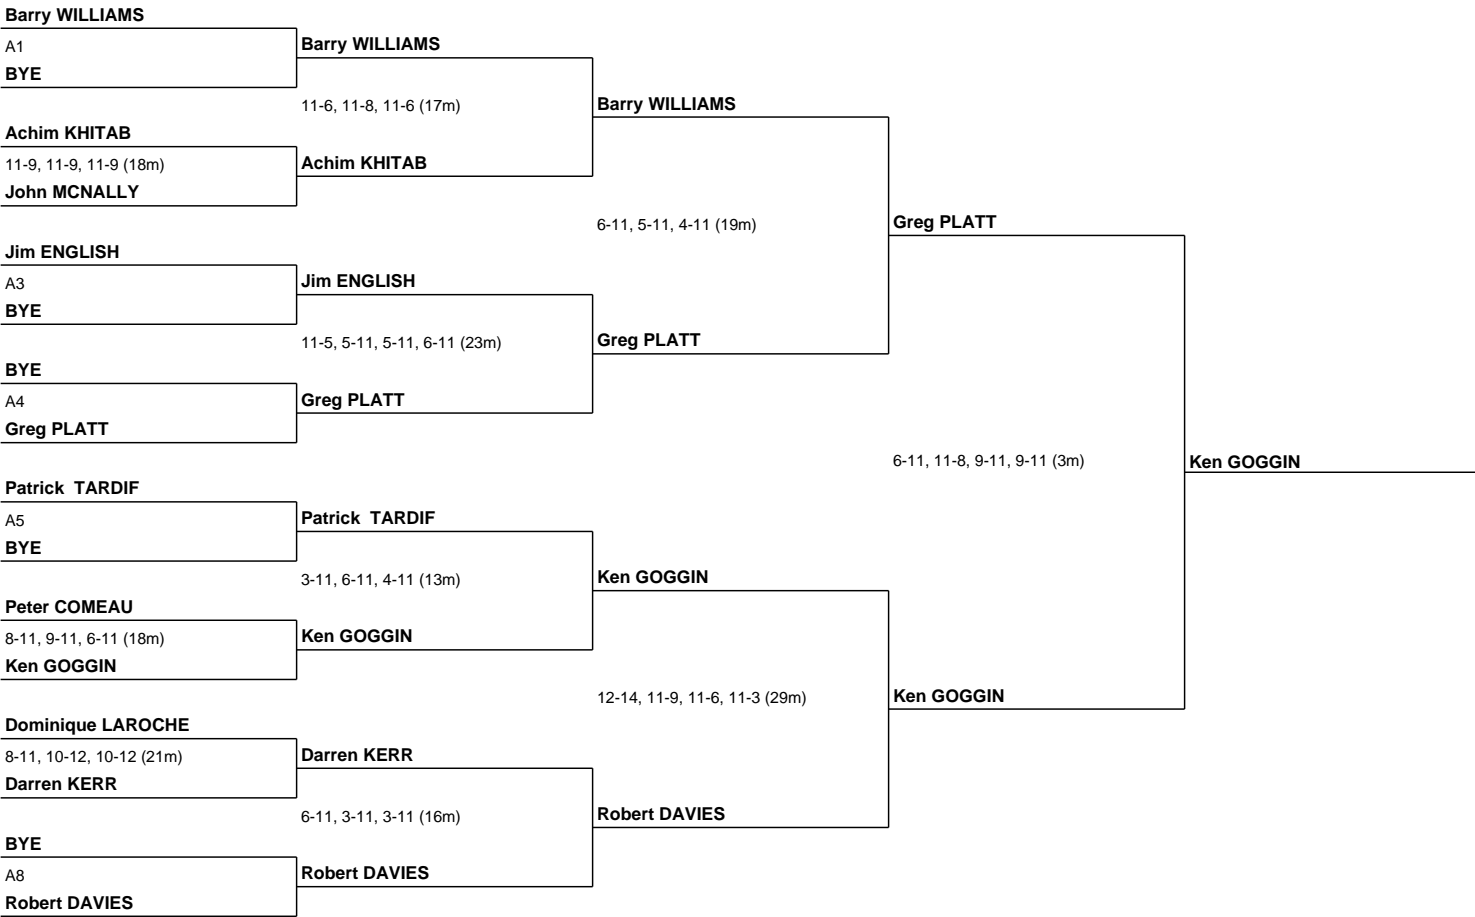 Barry WILLIAMS
A1
BYE
Achim KHITAB
11-9, 11-9, 11-9 (18m)
John MCNALLY
Jim ENGLISH
A3
BYE
BYE
A4
Greg PLATT
Patrick  TARDIF
A5
BYE
Peter COMEAU
8-11, 9-11, 6-11 (18m)
Ken GOGGIN
Dominique LAROCHE
8-11, 10-12, 10-12 (21m)
Darren KERR
BYE
A8
Robert DAVIES
Barry WILLIAMS
11-6, 11-8, 11-6 (17m)
Achim KHITAB
Jim ENGLISH
11-5, 5-11, 5-11, 6-11 (23m)
Greg PLATT
Patrick  TARDIF
3-11, 6-11, 4-11 (13m)
Ken GOGGIN
Darren KERR
6-11, 3-11, 3-11 (16m)
Robert DAVIES
Barry WILLIAMS
6-11, 5-11, 4-11 (19m)
Greg PLATT
Ken GOGGIN
12-14, 11-9, 11-6, 11-3 (29m)
Robert DAVIES
Greg PLATT
6-11, 11-8, 9-11, 9-11 (3m)
Ken GOGGIN
Ken GOGGIN